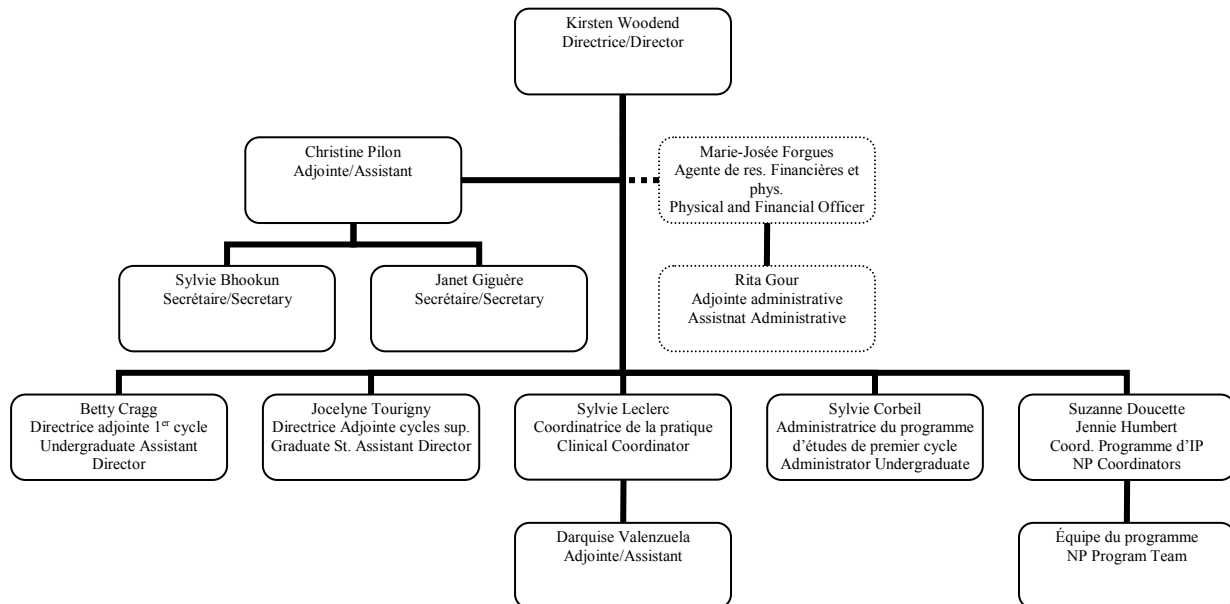 Kirsten Woodend
Directrice/Director
Christine Pilon
Adjointe/Assistant
Marie-Josée Forgues
Agente de res. Financières et
phys.
Physical and Financial Officer
Sylvie Bhookun
Secrétaire/Secretary
Janet Giguère
Secrétaire/Secretary
Rita Gour
Adjointe administrative
Assistnat Administrative
Betty Cragg
Directrice adjointe 1er cycle
Undergraduate Assistant
Director
Jocelyne Tourigny
Directrice Adjointe cycles sup.
Graduate St. Assistant Director
Sylvie Leclerc
Coordinatrice de la pratique
Clinical Coordinator
Sylvie Corbeil
Administratrice du programme
d'études de premier cycle
Administrator Undergraduate
Suzanne Doucette
Jennie Humbert
Coord. Programme d'IP
NP Coordinators
Darquise Valenzuela
Adjointe/Assistant
Équipe du programme
NP Program Team